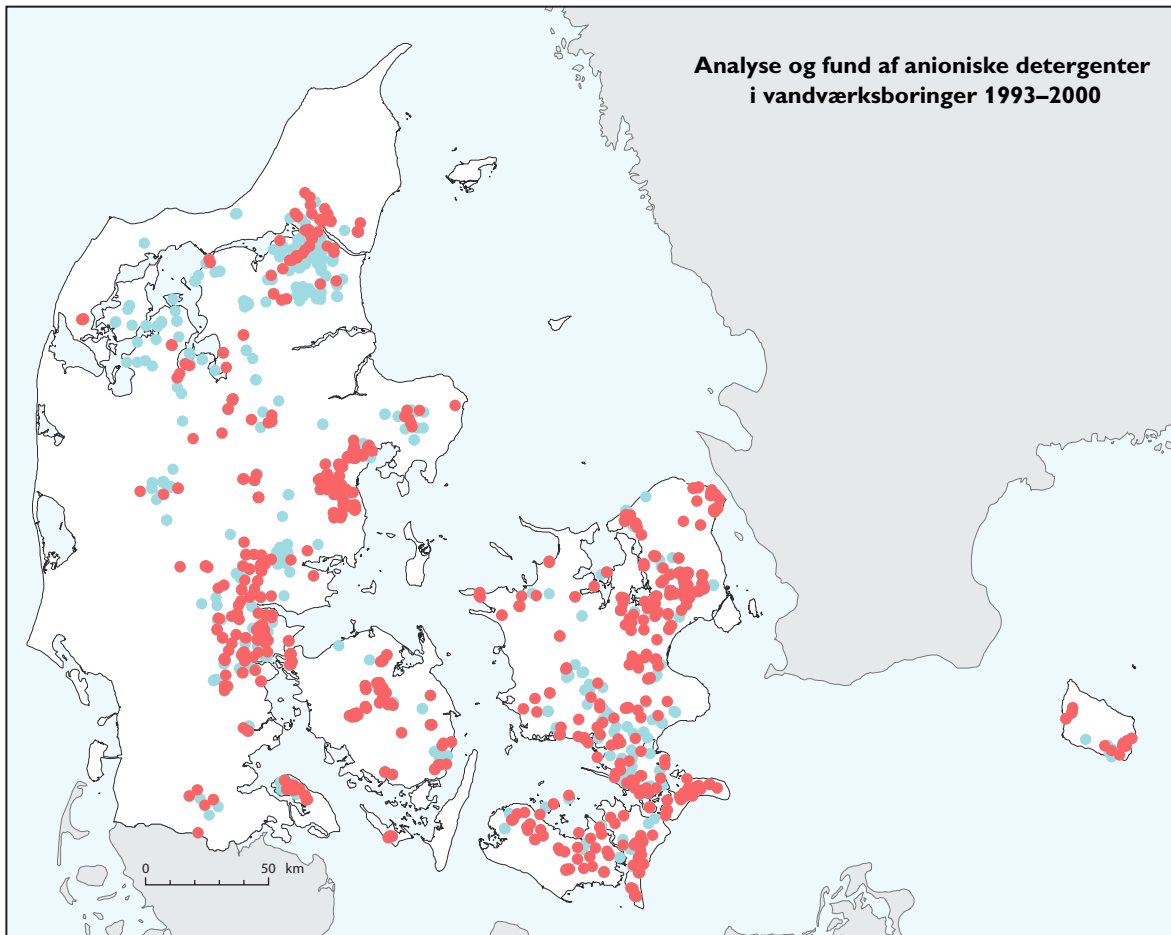 Analyse og fund af anioniske detergenter
i vandværksboringer 1993–2000
0 50 km